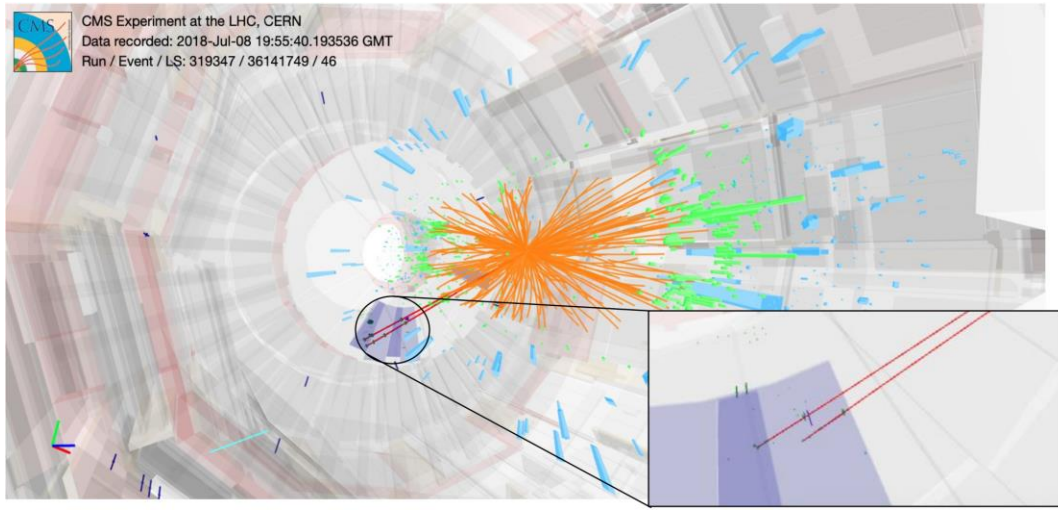 CMS
CMS Experiment at the LHC, CERN
Data recorded: 2018-Jul-08 19:55:40.193536 GMT
Run / Event / LS: 319347 / 36141749 / 46